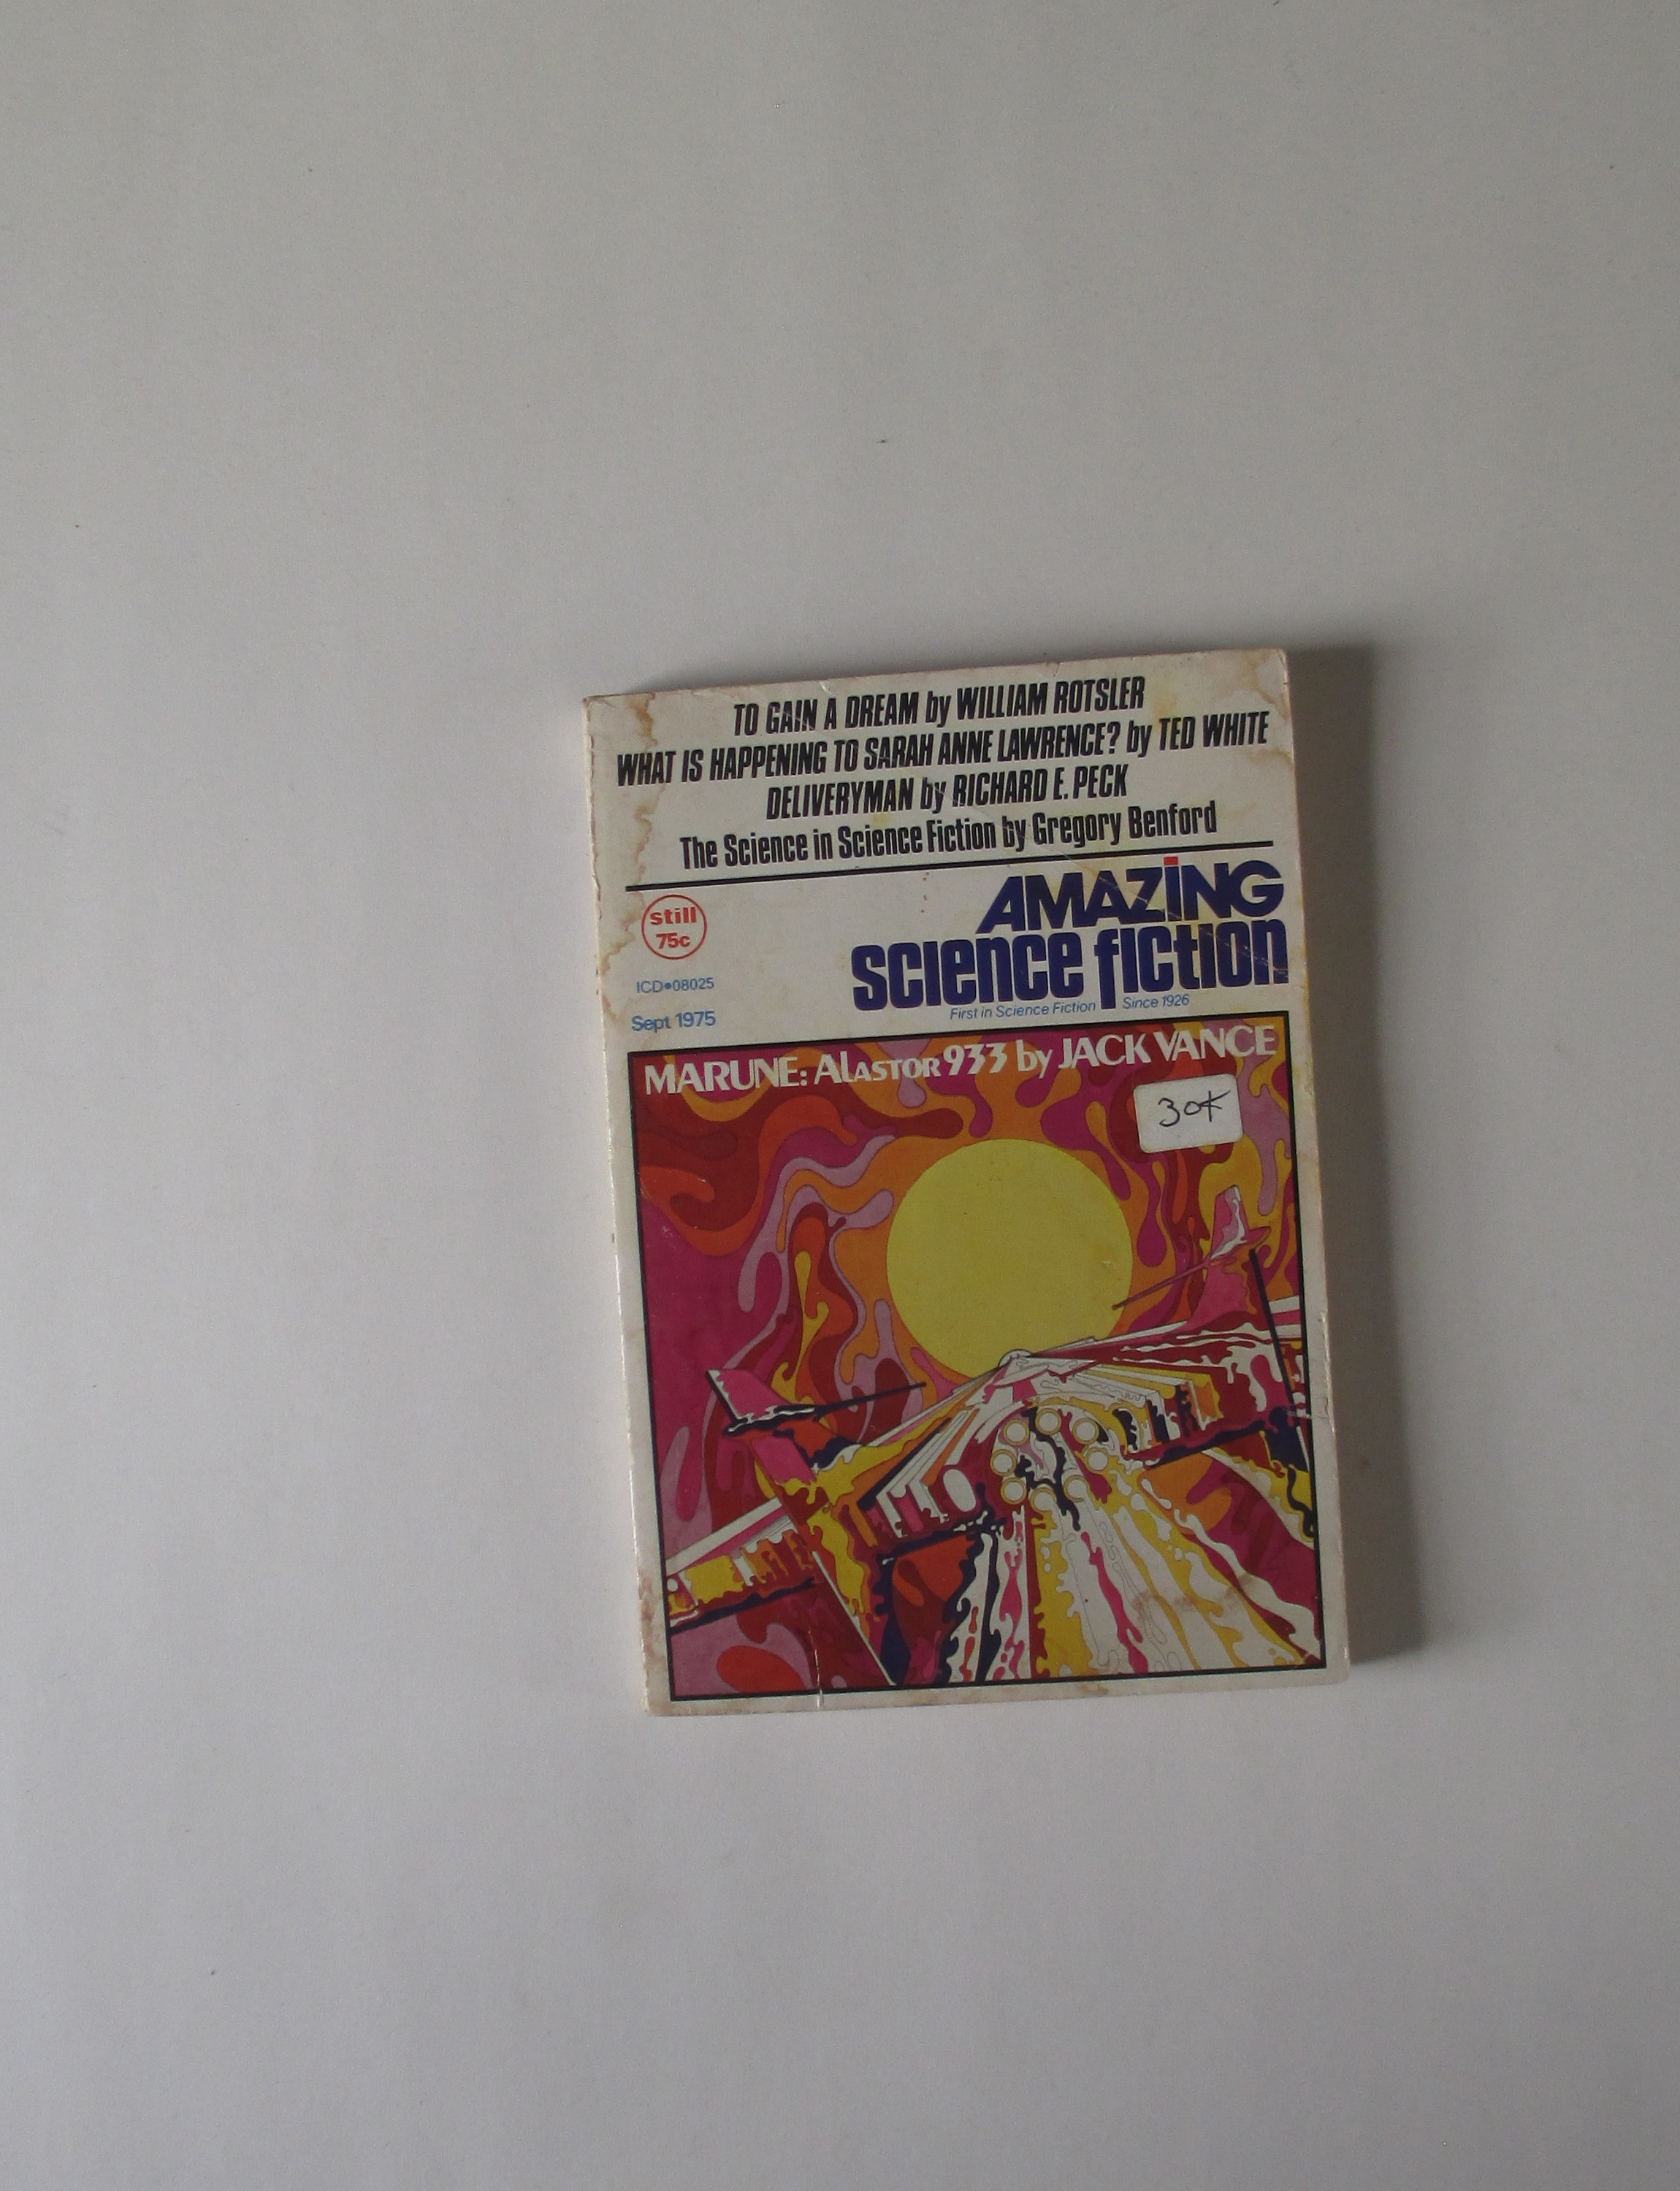 TO GAIN A DREAM by WILLIAM ROTSLER
WHAT IS HAPPENING TO SARAH ANNE LAWRENCE? by TED WHITE
DELIVERYMAN by RICHARD E. PECK
The Science in Science Fiction by Gregory Benford
still
75c
ICD•08025
Sept 1975
AMAZING
science fiction
First in Science Fiction Since 1926
MARUNE: ALASTOR 933 by JACK VANCE
30¢